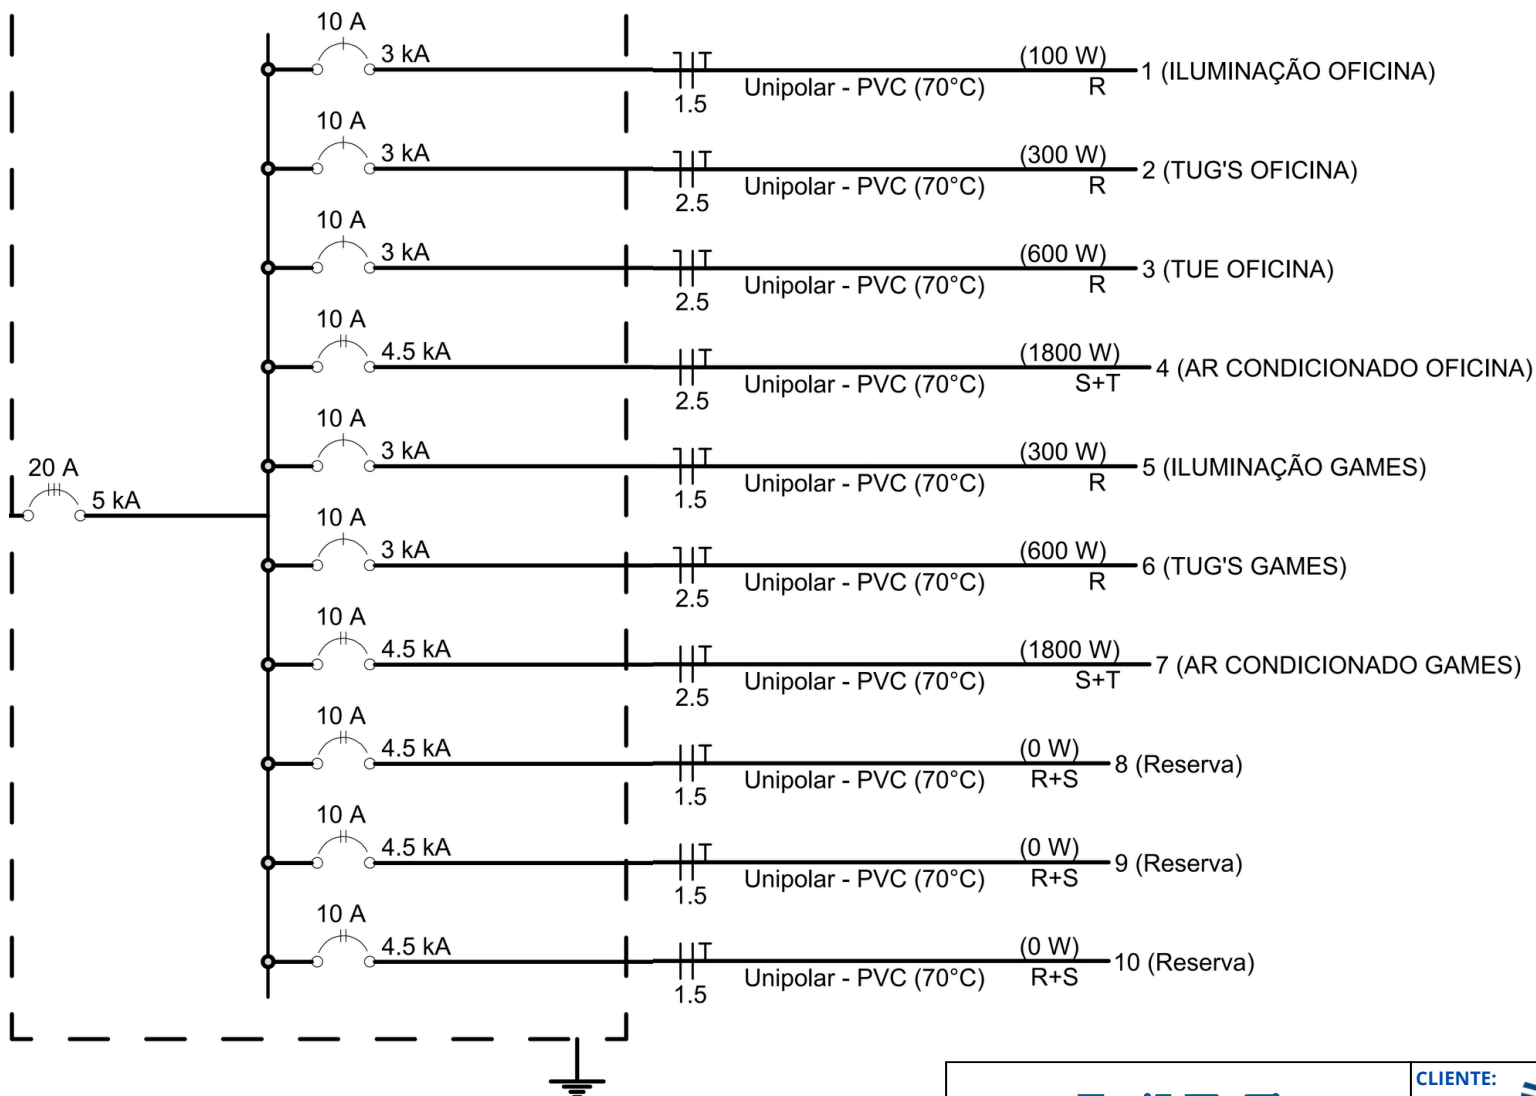 10 A
3 kA
(100 W)
1 (ILUMINAÇÃO OFICINA)
Unipolar - PVC (70°C)
R
1.5
10 A
3 kA
(300 W)
2 (TUG'S OFICINA)
Unipolar - PVC (70°C)
R
2.5
10 A
3 kA
(600 W)
3 (TUE OFICINA)
Unipolar - PVC (70°C)
R
2.5
10 A
4.5 kA
(1800 W)
4 (AR CONDICIONADO OFICINA)
Unipolar - PVC (70°C)
S+T
2.5
10 A
3 kA
(300 W)
5 (ILUMINAÇÃO GAMES)
Unipolar - PVC (70°C)
R
1.5
20 A
5 kA
10 A
3 kA
(600 W)
6 (TUG'S GAMES)
Unipolar - PVC (70°C)
R
2.5
10 A
4.5 kA
(1800 W)
7 (AR CONDICIONADO GAMES)
Unipolar - PVC (70°C)
S+T
2.5
10 A
4.5 kA
(0 W)
8 (Reserva)
Unipolar - PVC (70°C)
R+S
1.5
10 A
4.5 kA
(0 W)
9 (Reserva)
Unipolar - PVC (70°C)
R+S
1.5
10 A
4.5 kA
(0 W)
10 (Reserva)
Unipolar - PVC (70°C)
R+S
1.5
CLIENTE: